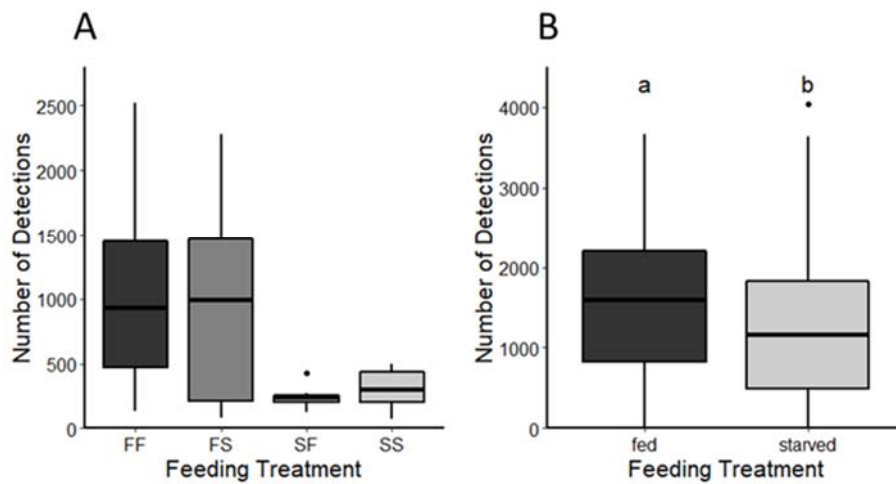 A
Number of Detections
2500
2000
1500
1000
500
0
FF FS SF SS
Feeding Treatment
B
Number of Detections
4000
3000
2000
1000
0
a b
fed starved
Feeding Treatment